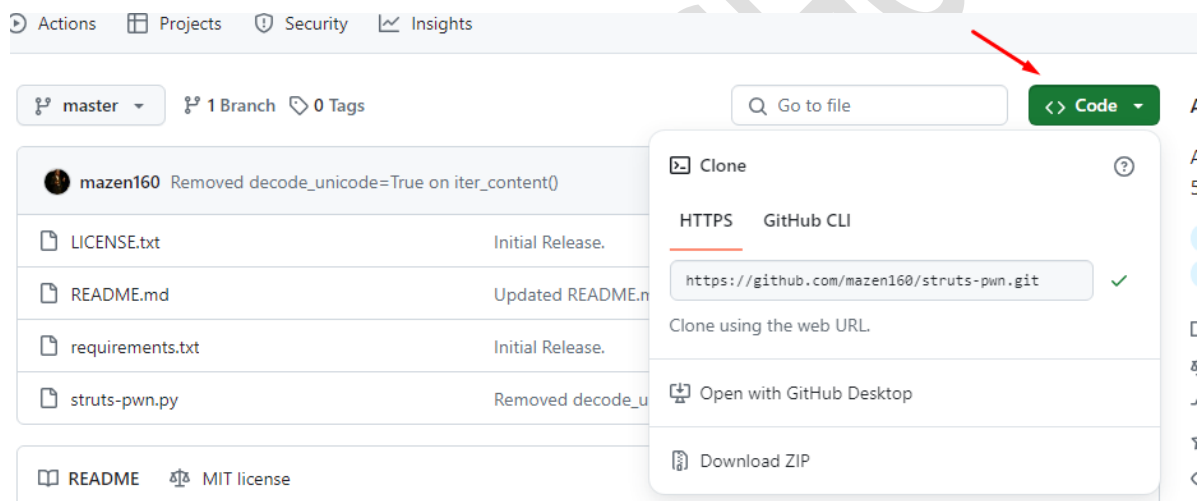 Actions Projects Security Insights
master 1 Branch 0 Tags Go to file Code
mazen160 Removed decode_unicode=True on iter_content()
Clone
HTTPS GitHub CLI
LICENSE.txt Initial Release.
https://github.com/mazen160/struts-pwn.git
README.md Updated README.m
Clone using the web URL.
requirements.txt Initial Release.
struts-pwn.py Removed decode_u
Open with GitHub Desktop
Download ZIP
README MIT license